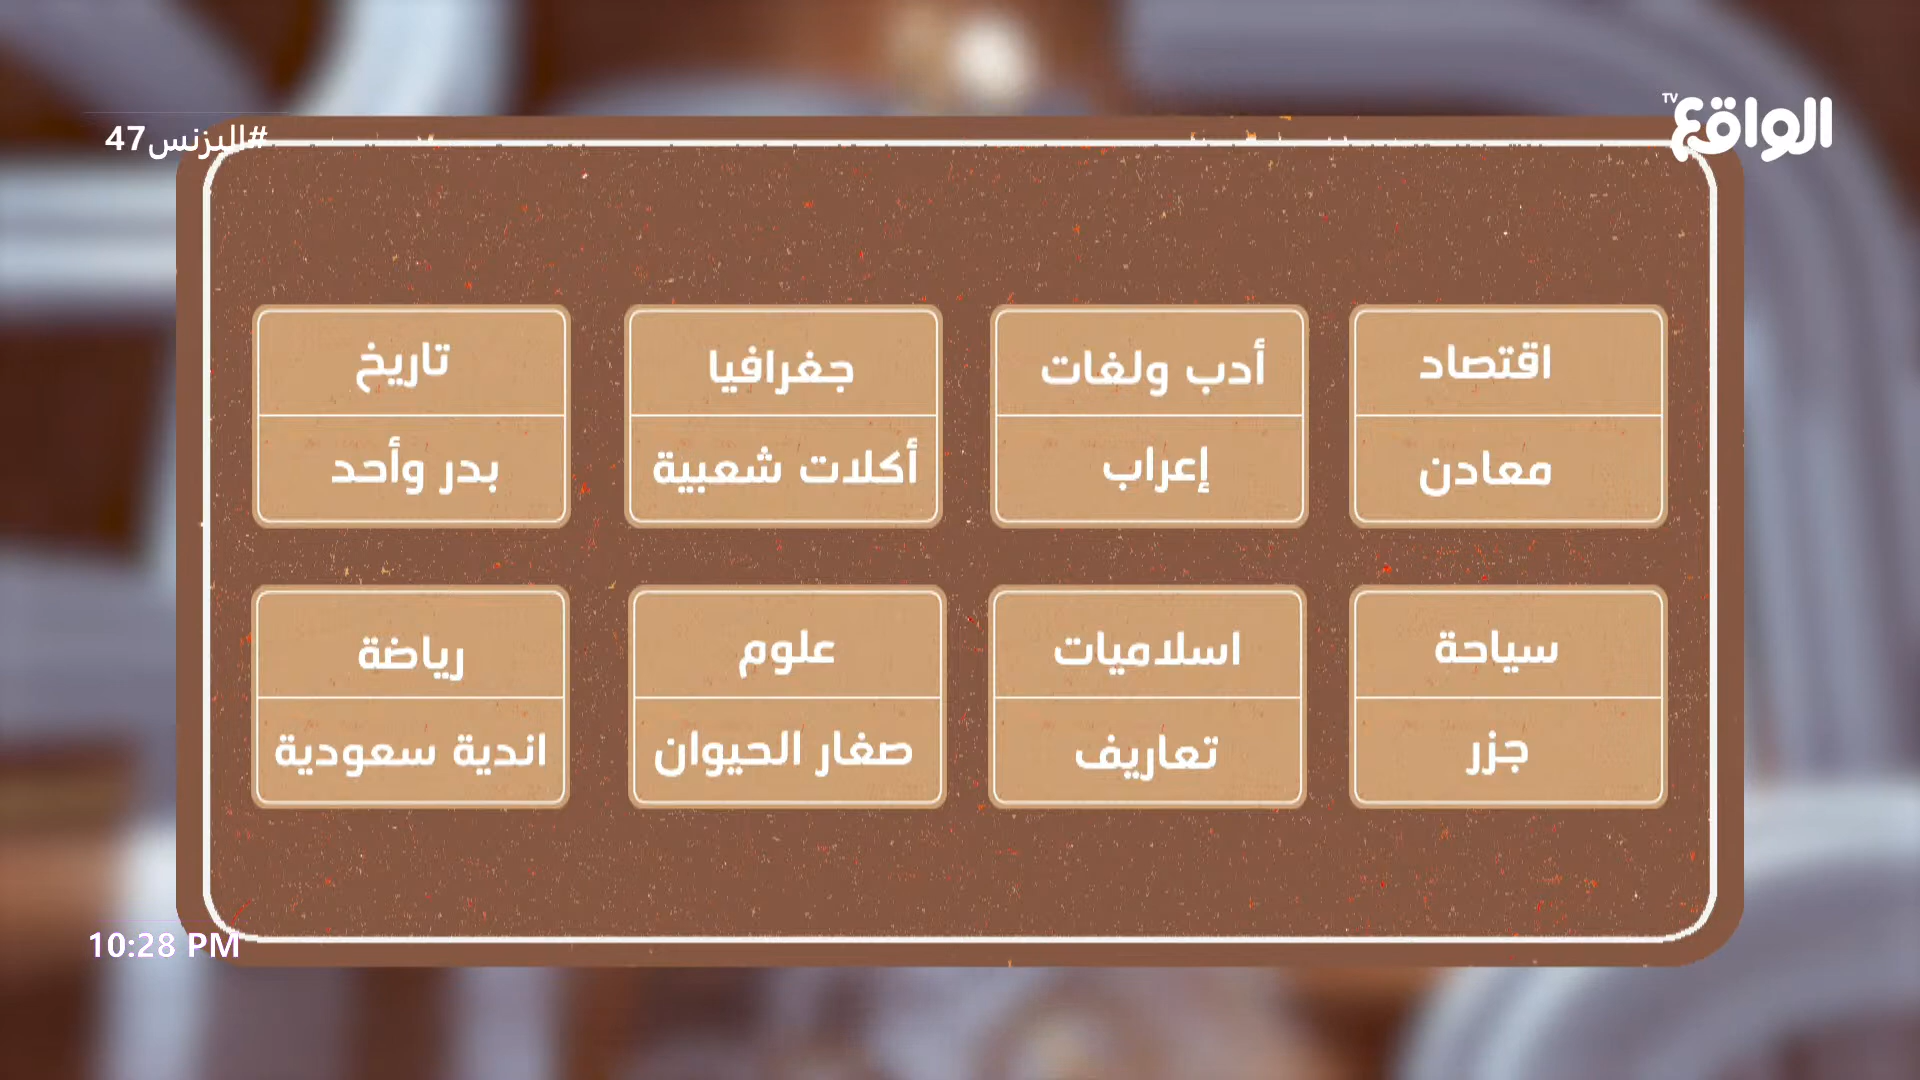 الواقع TV
#البزنس47
اقتصاد
معادن
أدب ولغات
إعراب
جغرافيا
أكلات شعبية
تاريخ
بدر وأحد
سياحة
جزر
اسلاميات
تعاريف
علوم
صغار الحيوان
رياضة
اندية سعودية
10:28 PM